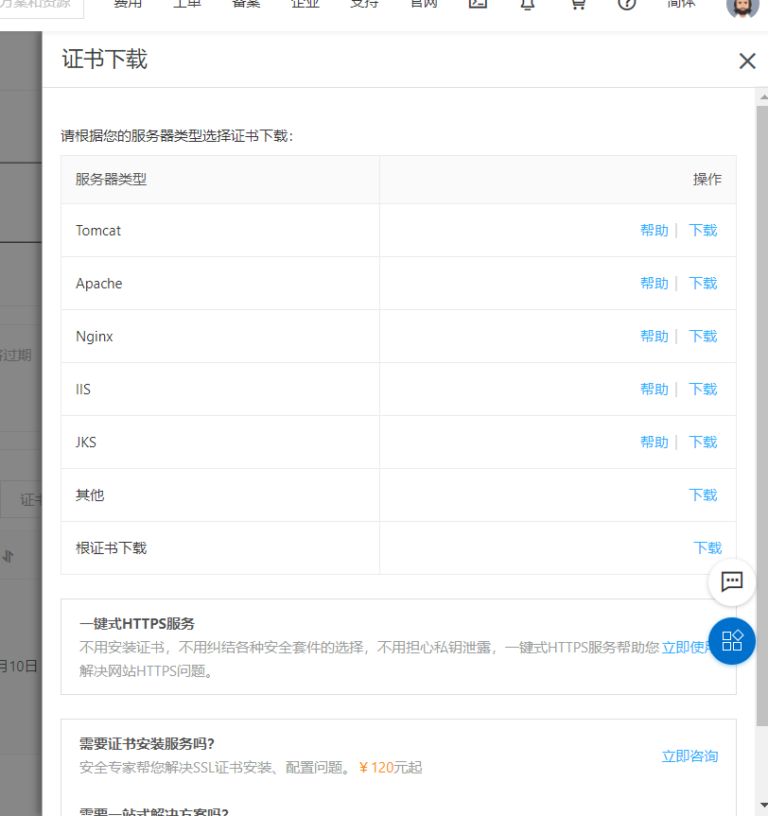 方案和资源 费用 工单 备案 企业 支持 官网 简体
证书下载
请根据您的服务器类型选择证书下载:
服务器类型 操作
Tomcat 帮助 | 下载
Apache 帮助 | 下载
Nginx 帮助 | 下载
过期
IIS 帮助 | 下载
JKS 帮助 | 下载
其他 下载
证书
根证书下载 下载
一键式HTTPS服务
不用安装证书，不用纠结各种安全套件的选择，不用担心私钥泄露，一键式HTTPS服务帮助您 立即使用
解决网站HTTPS问题。
月10日
需要证书安装服务吗?
安全专家帮您解决SSL证书安装、配置问题。￥120元起 立即咨询
需要一站式解决方案吗?